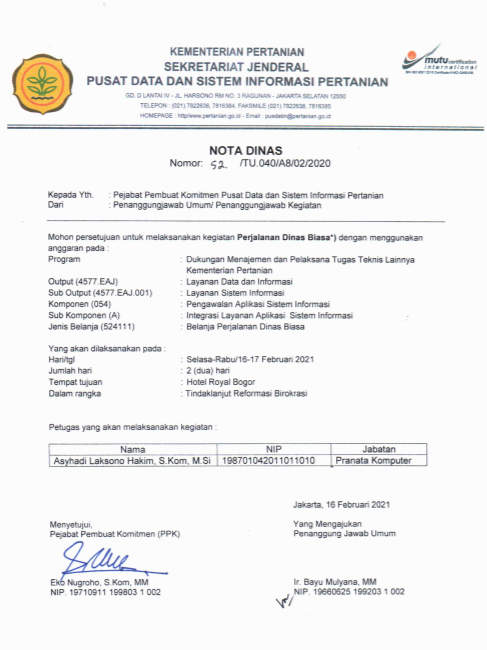 KEMENTERIAN PERTANIAN
SEKRETARIAT JENDERAL
PUSAT DATA DAN SISTEM INFORMASI PERTANIAN
GD. D LANTAI IV - JL. HARSONO RM NO. 3 RAGUNAN - JAKARTA SELATAN 12550
TELEPON : (021) 7822638, 7816384, FAKSMILE (021) 7822638, 7816385
HOMEPAGE : http/www.pertanian.go.id - Email : pusdatin@pertanian.go.id
mutu certification
international
NOTA DINAS
Nomor: 52 /TU.040/A8/02/2020
Kepada Yth. : Pejabat Pembuat Komitmen Pusat Data dan Sistem Informasi Pertanian
Dari : Penanggungjawab Umum/ Penanggungjawab Kegiatan
Mohon persetujuan untuk melaksanakan kegiatan Perjalanan Dinas Biasa*) dengan menggunakan
anggaran pada :
Program : Dukungan Menajemen dan Pelaksana Tugas Teknis Lainnya
Kementerian Pertanian
Output (4577.EAJ) : Layanan Data dan Informasi
Sub Output (4577.EAJ.001) : Layanan Sistem Informasi
Komponen (054) : Pengawalan Aplikasi Sistem Informasi
Sub Komponen (A) : Integrasi Layanan Aplikasi Sistem Informasi
Jenis Belanja (524111) : Belanja Perjalanan Dinas Biasa
Yang akan dilaksanakan pada :
Hari/tgl : Selasa-Rabu/16-17 Februari 2021
Jumlah hari : 2 (dua) hari
Tempat tujuan : Hotel Royal Bogor
Dalam rangka : Tindaklanjut Reformasi Birokrasi
Petugas yang akan melaksanakan kegiatan :
Nama NIP Jabatan
Asyhadi Laksono Hakim, S.Kom, M.Si 198701042011011010 Pranata Komputer
Jakarta, 16 Februari 2021
Menyetujui, Yang Mengajukan
Pejabat Pembuat Komitmen (PPK) Penanggung Jawab Umum
Eko Nugroho, S.Kom, MM Ir. Bayu Mulyana, MM
NIP. 19710911 199803 1 002 NIP. 19660625 199203 1 002